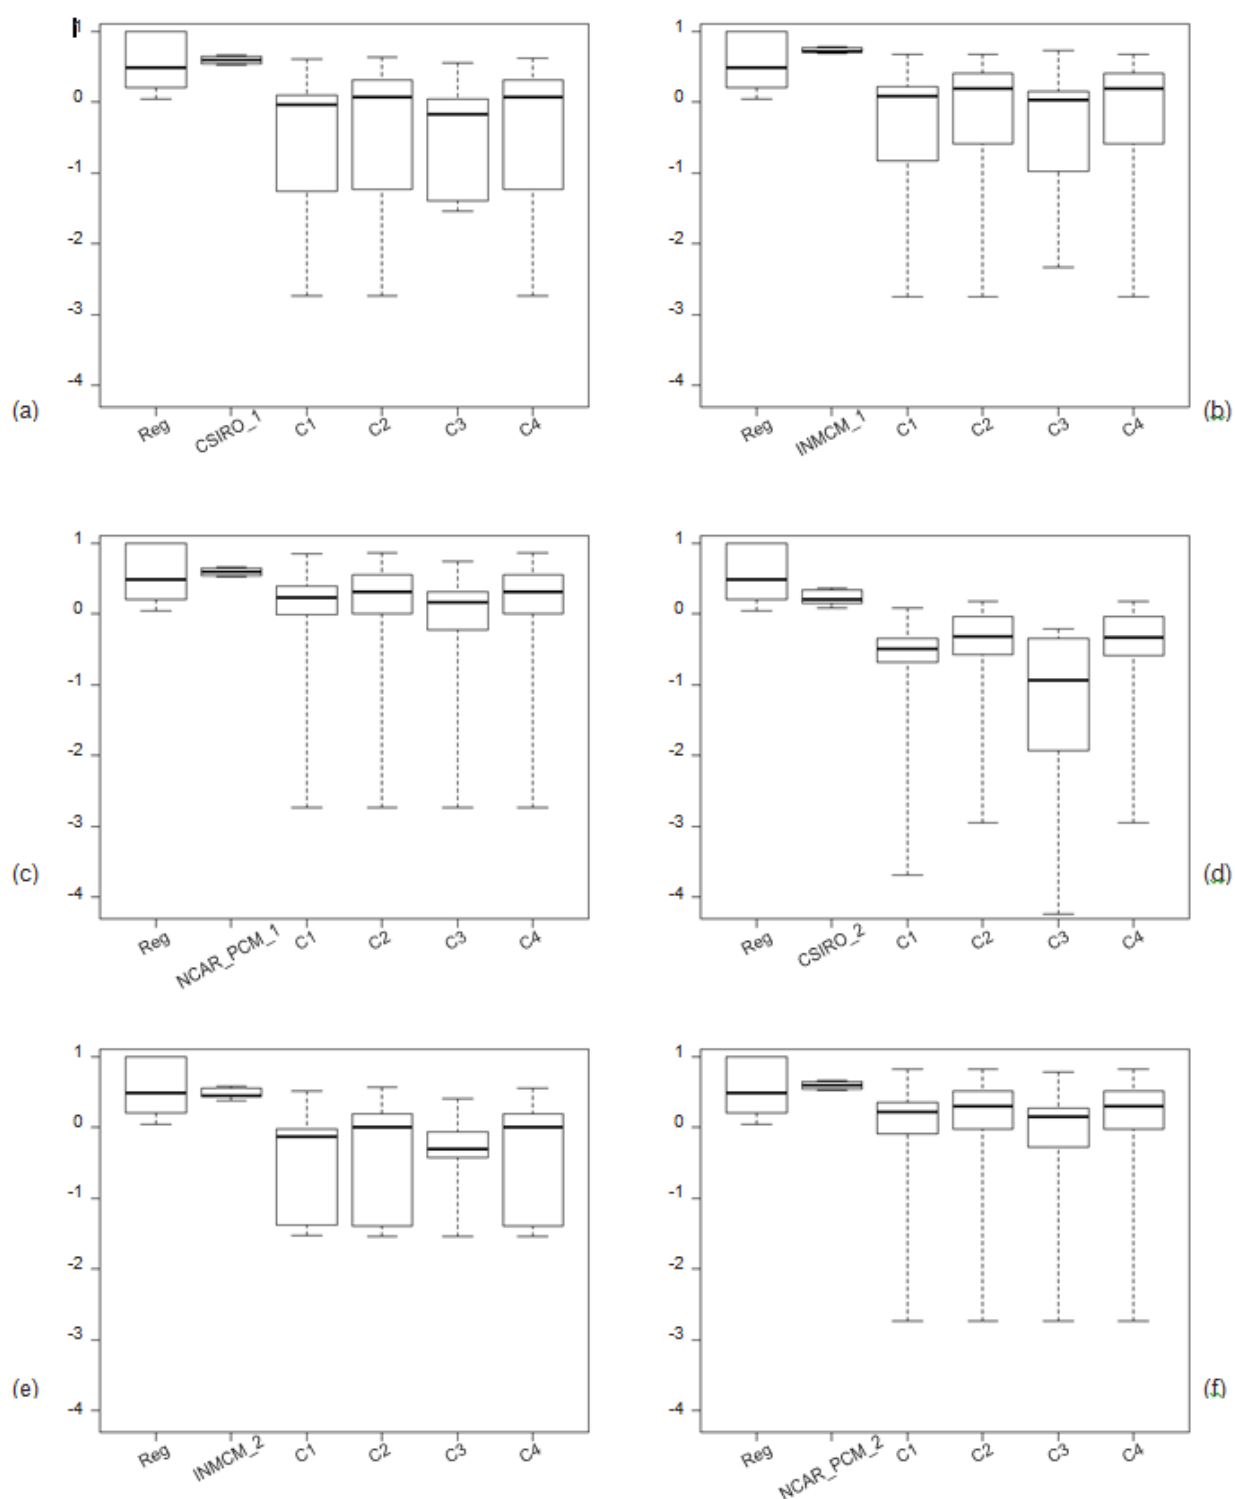 1 0 -1 -2 -3 -4
Reg CSIRO_1 C1 C2 C3 C4
(a)
1 0 -1 -2 -3 -4
Reg INMCM_1 C1 C2 C3 C4
(b)
1 0 -1 -2 -3 -4
Reg NCAR_PCM_1 C1 C2 C3 C4
(c)
1 0 -1 -2 -3 -4
Reg CSIRO_2 C1 C2 C3 C4
(d)
1 0 -1 -2 -3 -4
Reg INMCM_2 C1 C2 C3 C4
(e)
1 0 -1 -2 -3 -4
Reg NCAR_PCM_2 C1 C2 C3 C4
(f)